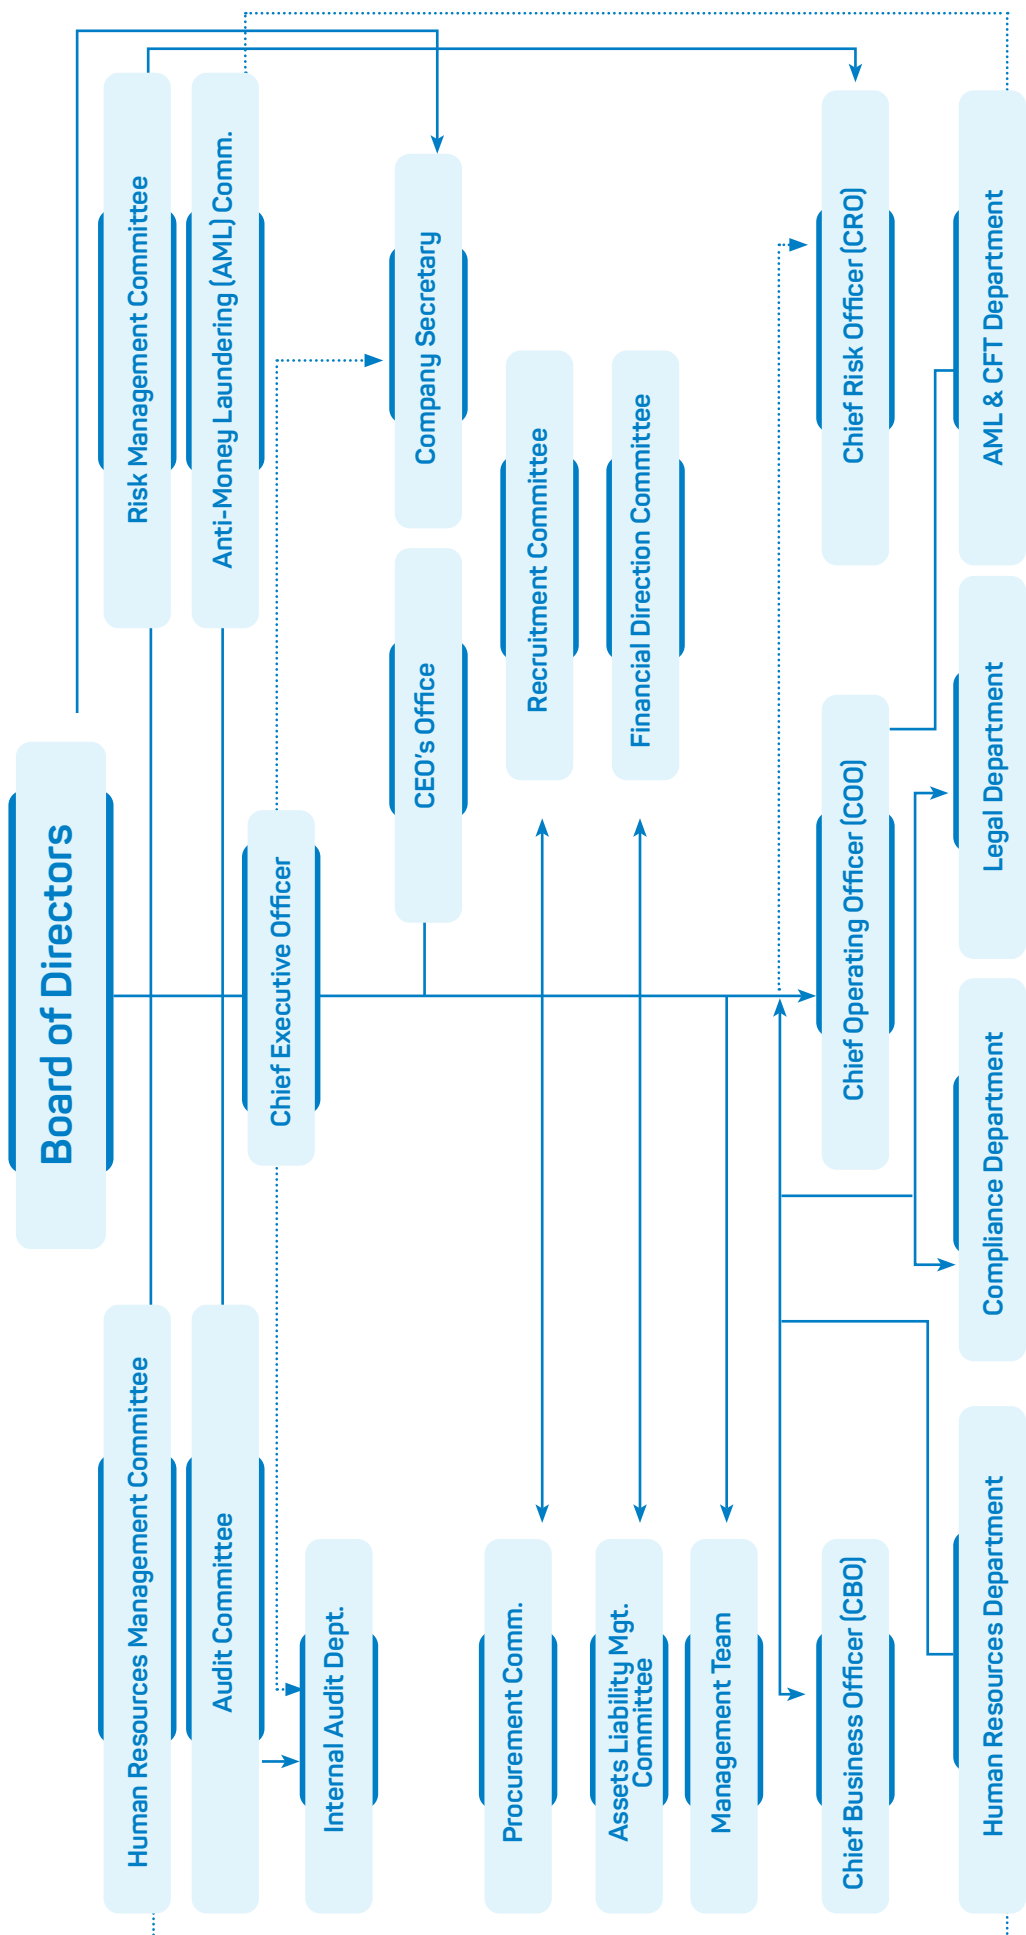 Board of Directors
Human Resources Management Committee
Risk Management Committee
Audit Committee
Anti-Money Laundering (AML) Comm.
Chief Executive Officer
Internal Audit Dept.
CEO's Office
Company Secretary
Procurement Comm.
Recruitment Committee
Assets Liability Mgt.
Committee
Financial Direction Committee
Management Team
Chief Business Officer (CBO)
Chief Operating Officer (COO)
Chief Risk Officer (CRO)
Human Resources Department
Compliance Department
Legal Department
AML & CFT Department